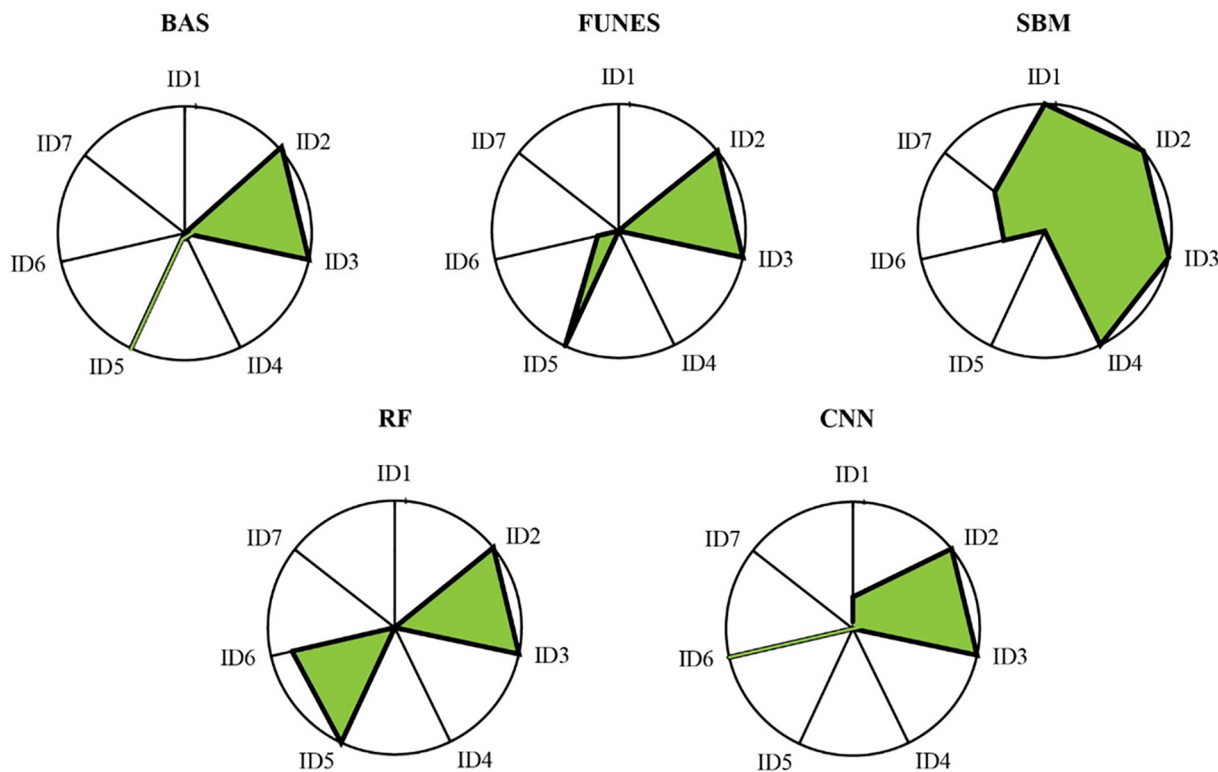 BAS
ID1
ID2
ID3
ID4
ID5
ID6
ID7
FUNES
ID1
ID2
ID3
ID4
ID5
ID6
ID7
SBM
ID1
ID2
ID3
ID4
ID5
ID6
ID7
RF
ID1
ID2
ID3
ID4
ID5
ID6
ID7
CNN
ID1
ID2
ID3
ID4
ID5
ID6
ID7